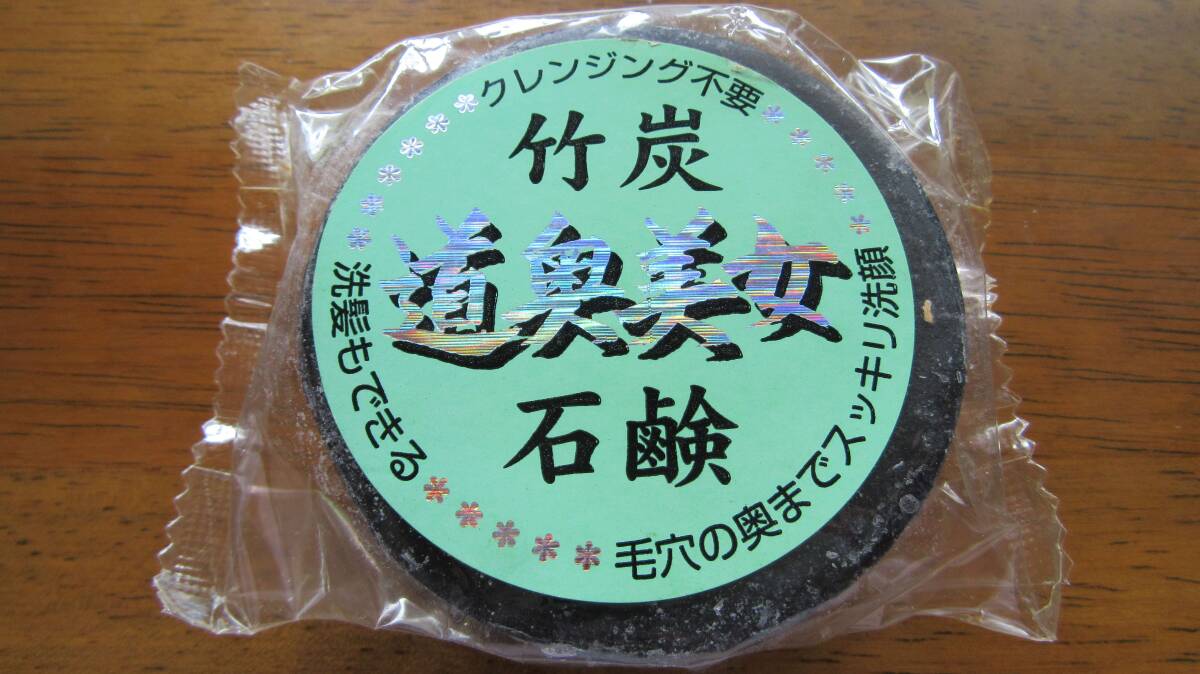 クレンジング不要
竹炭
道奥美女
石鹸
洗髪もできる
毛穴の奥までスッキリ洗顔